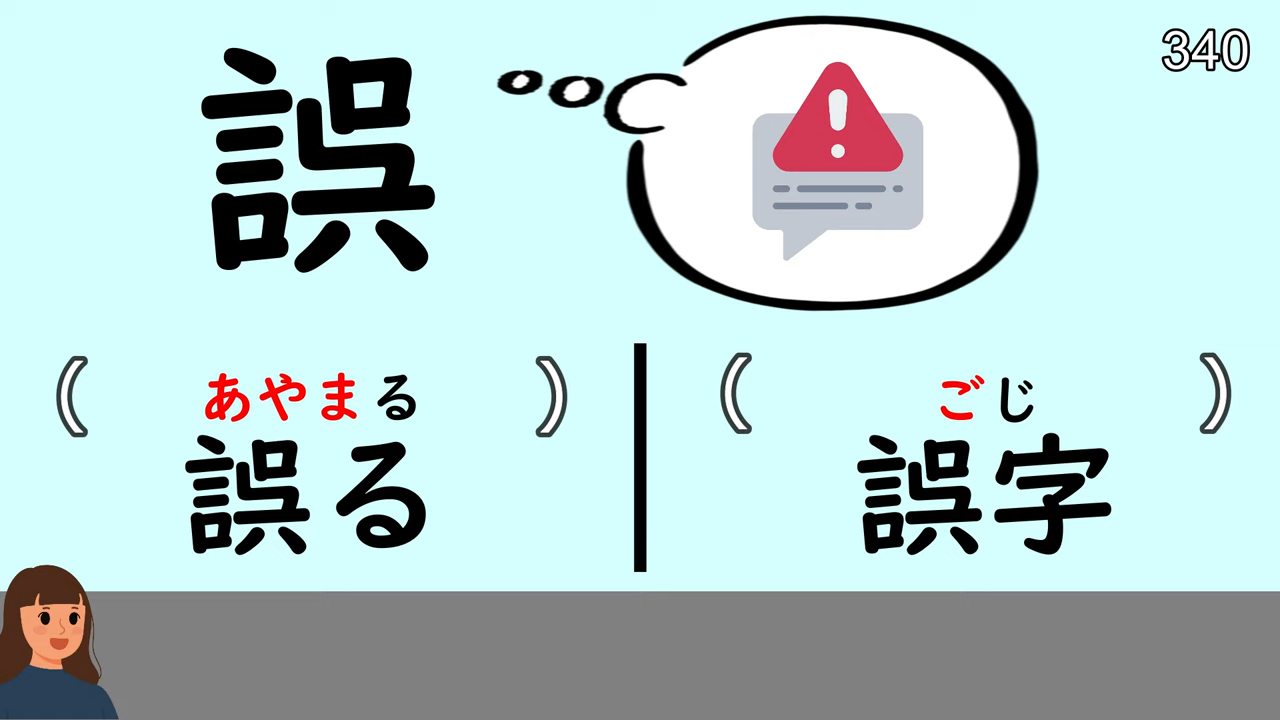 340
誤
( あやまる )
誤る
( ごじ )
誤字